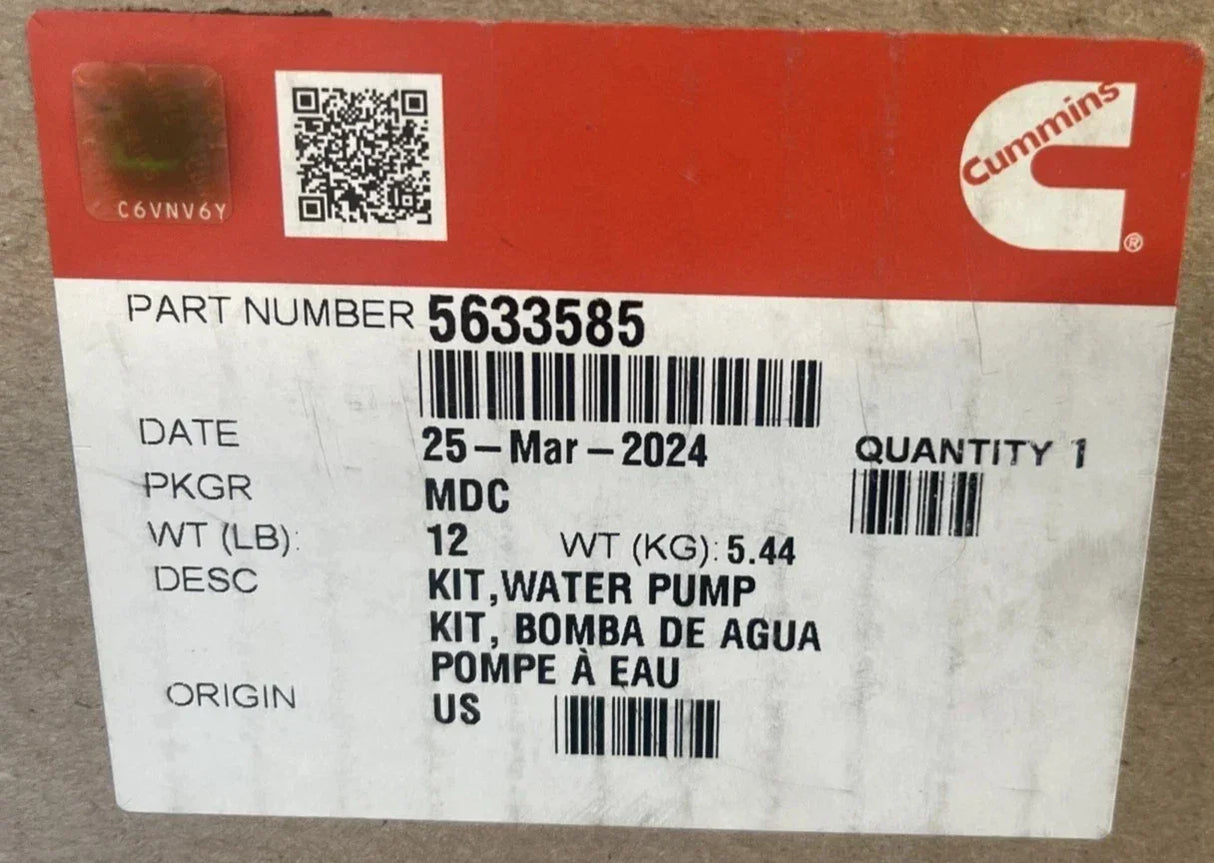 C6VNV6Y
Cummins
®
PART NUMBER 5633585
DATE 25-Mar-2024 QUANTITY 1
PKGR MDC
WT (LB): 12 WT (KG): 5.44
DESC KIT,WATER PUMP
KIT, BOMBA DE AGUA
POMPE À EAU
ORIGIN US